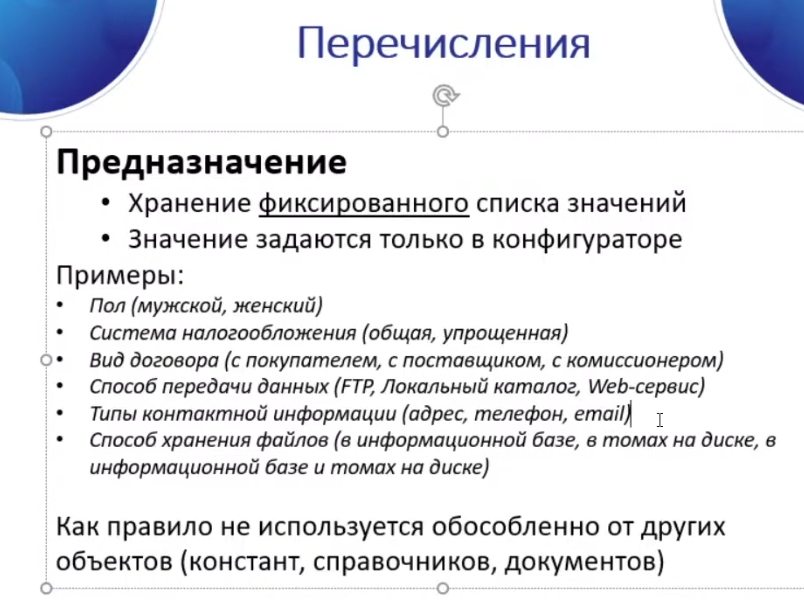 Перечисления
Предназначение
• Хранение фиксированного списка значений
• Значение задаются только в конфигураторе
Примеры:
• Пол (мужской, женский)
• Система налогообложения (общая, упрощенная)
• Вид договора (с покупателем, с поставщиком, с комиссионером)
• Способ передачи данных (FTP, Локальный каталог, Web-сервис)
• Типы контактной информации (адрес, телефон, email)
• Способ хранения файлов (в информационной базе, в томах на диске, в
информационной базе и томах на диске)
Как правило не используется обособленно от других
объектов (констант, справочников, документов)